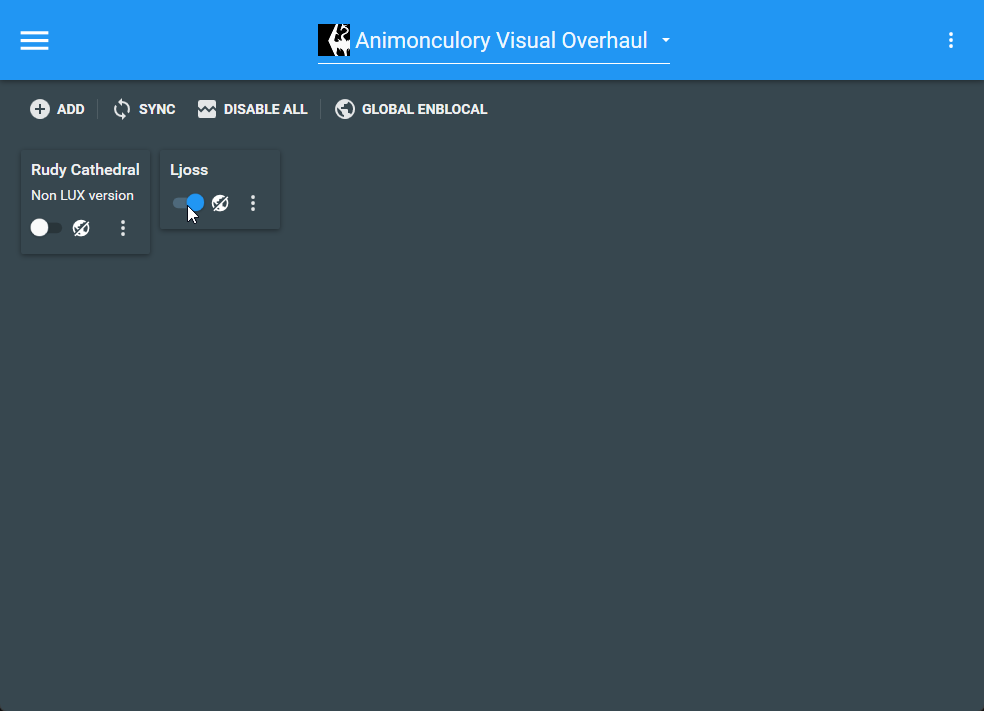 Animonculory Visual Overhaul
ADD
SYNC
DISABLE ALL
GLOBAL ENBLOCAL
Rudy Cathedral
Non LUX version
Ljoss